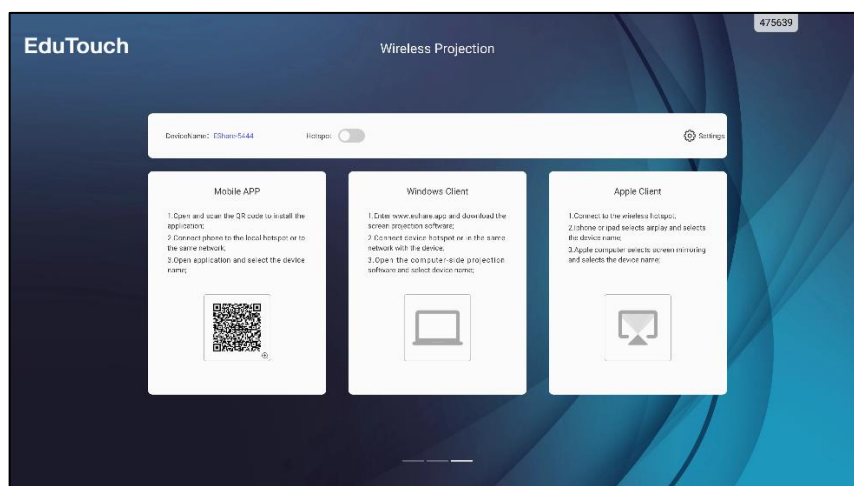 475639
EduTouch
Wireless Projection
DeviceName: EShare-5444
Hotspot
Settings
Mobile APP
1.Open and scan the QR code to install the
application;
2.Connect phone to the local hotspot or to
the same network;
3.Open application and select the device
name;
Windows Client
1.Enter www.eshare.app and download the
screen projection software;
2.Connect device hotspot or in the same
network with the device;
3.Open the computer-side projection
software and select device name;
Apple Client
1.Connect to the wireless hotspot;
2.Iphone or ipad selects airplay and selects
the device name;
3.Apple computer selects screen mirroring
and selects the device name;